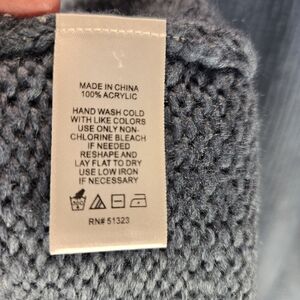 MADE IN CHINA
100% ACRYLIC
HAND WASH COLD
WITH LIKE COLORS
USE ONLY NON-
CHLORINE BLEACH
IF NEEDED
RESHAPE AND
LAY FLAT TO DRY
USE LOW IRON
IF NECESSARY
RN# 51323